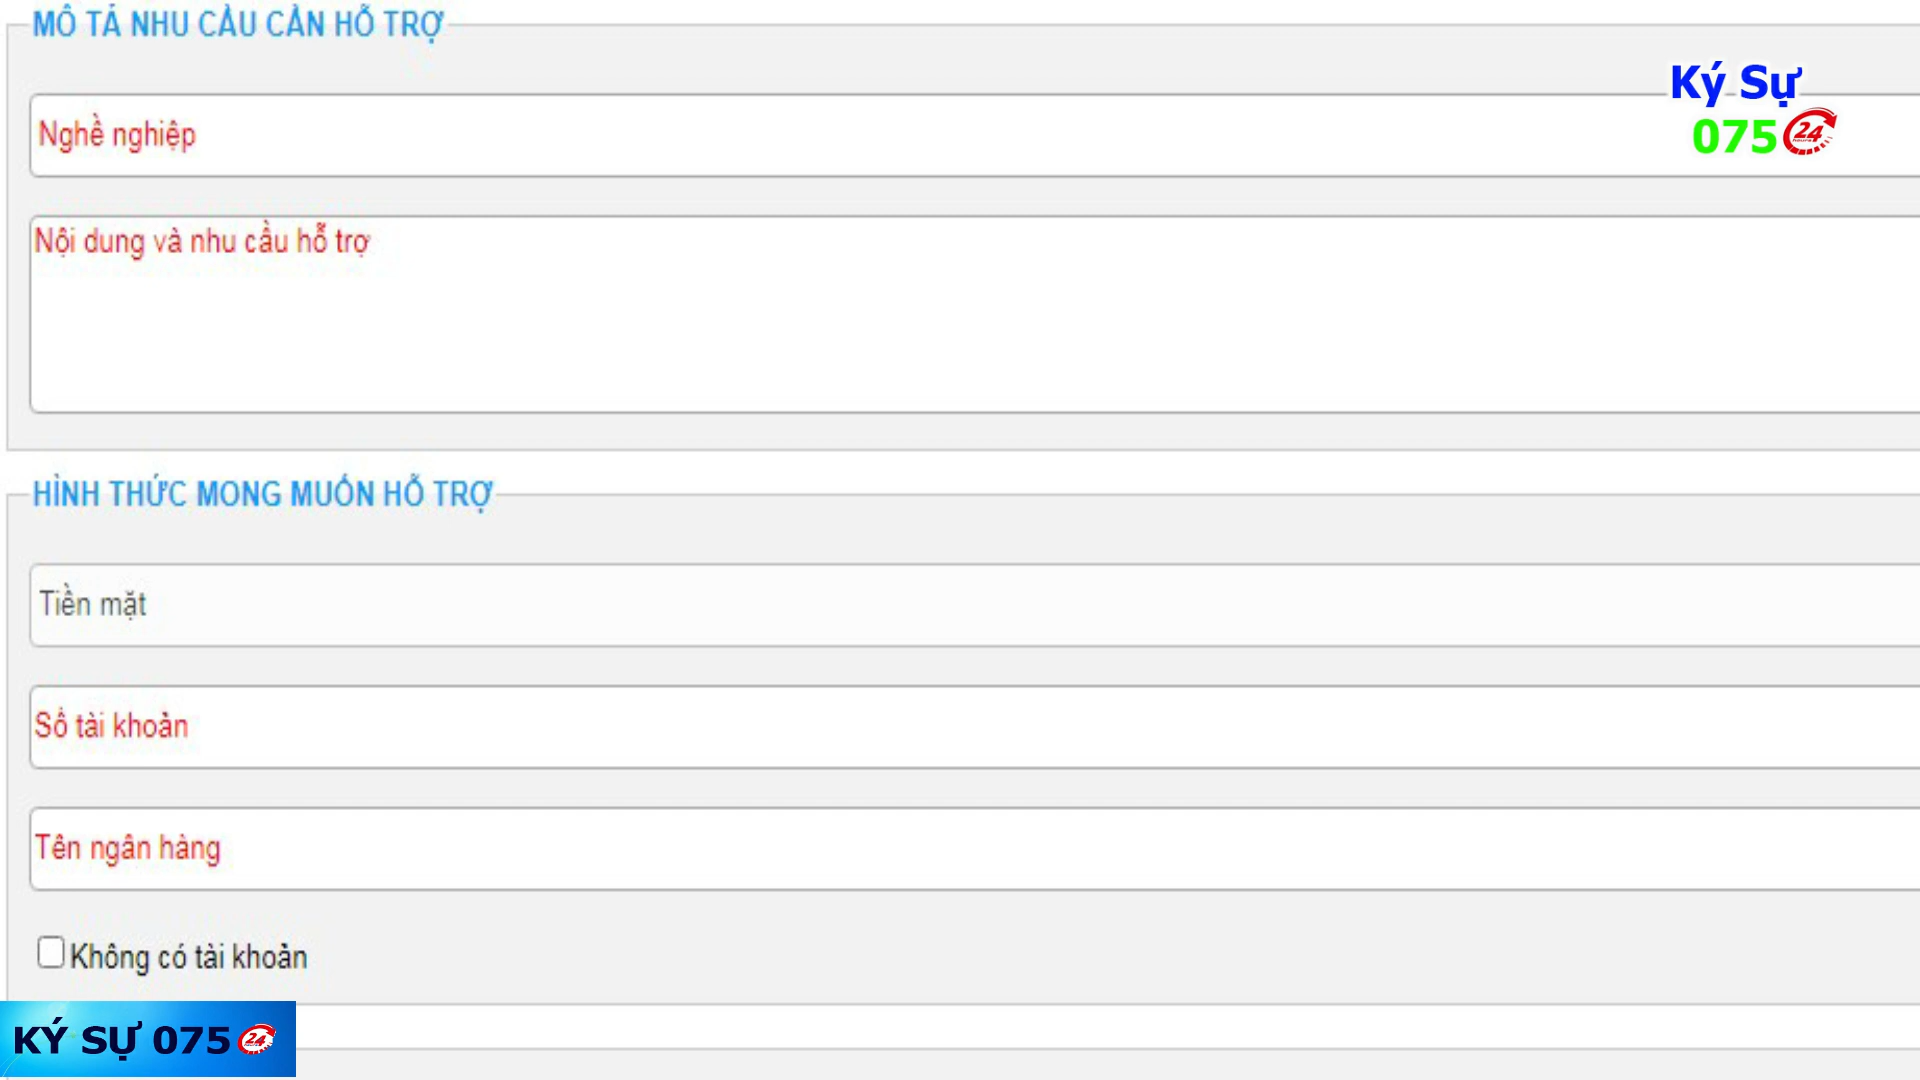 MÔ TẢ NHU CẦU CẦN HỖ TRỢ
Ký Sự
075 24
Nghề nghiệp
Nội dung và nhu cầu hỗ trợ
HÌNH THỨC MONG MUỐN HỖ TRỢ
Tiền mặt
Số tài khoản
Tên ngân hàng
Không có tài khoản
KÝ SỰ 075 24